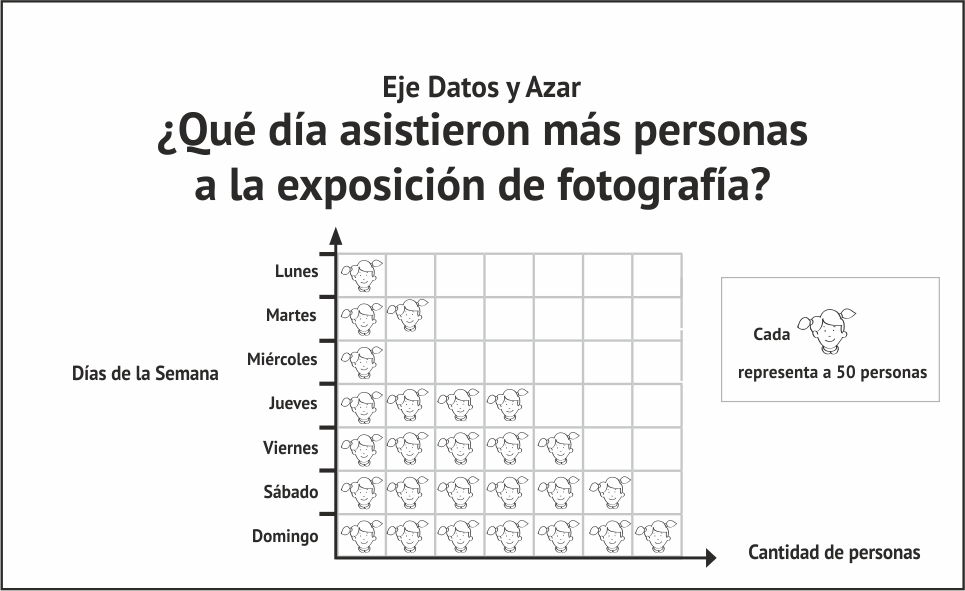 Eje Datos y Azar
¿Qué día asistieron más personas
a la exposición de fotografía?
Lunes
Martes
Miércoles
Días de la Semana
Jueves
Viernes
Sábado
Domingo
Cada
representa a 50 personas
Cantidad de personas